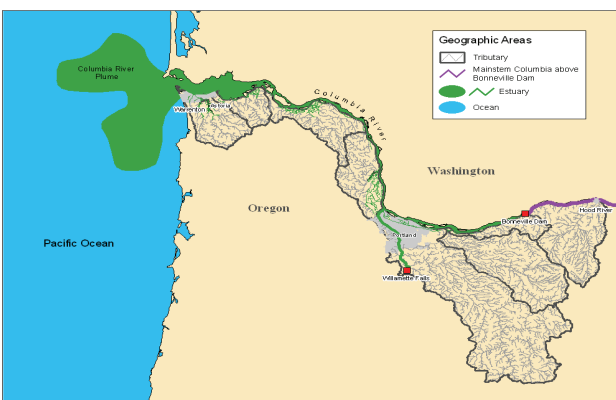 Geographic Areas
Tributary
Mainstem Columbia above
Bonneville Dam
Estuary
Ocean
Columbia River
Plume
Warrenton
Astoria
Columbia River
Washington
Oregon
Hood River
Bonneville Dam
Portland
Pacific Ocean
Willamette Falls